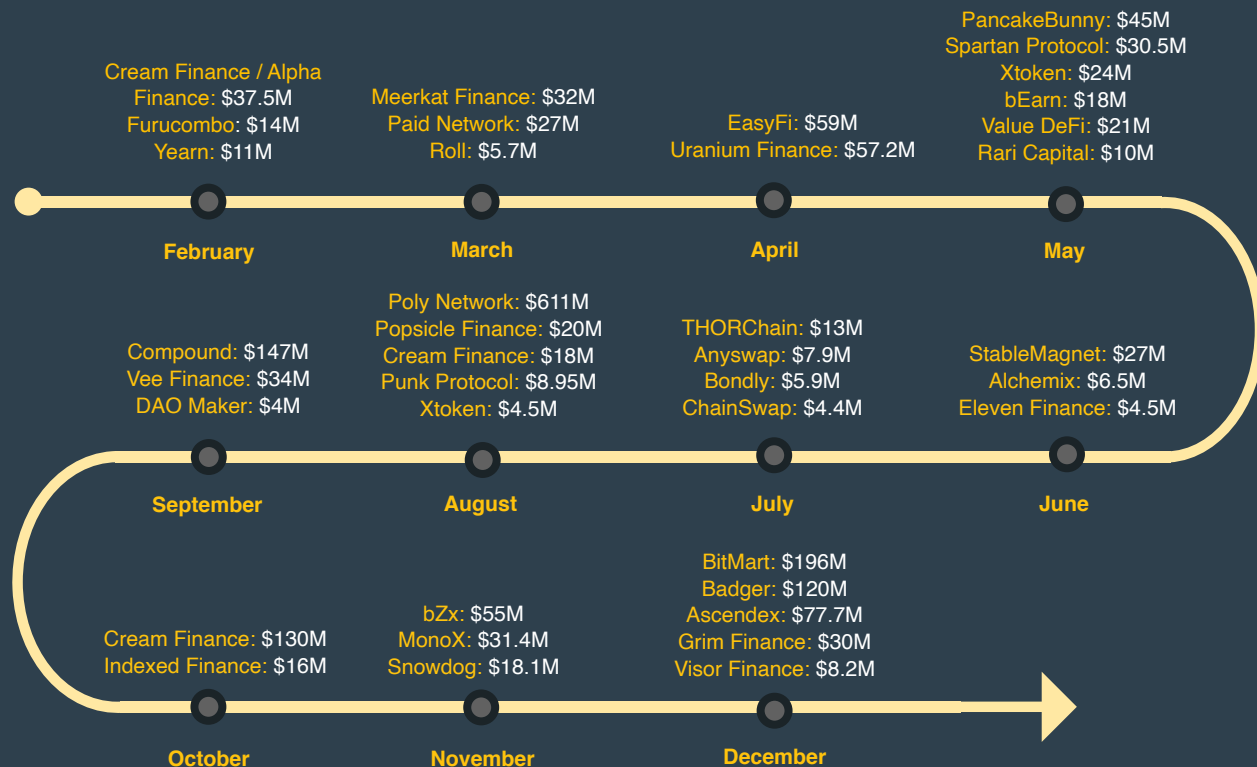 Cream Finance / Alpha
Finance: $37.5M
Furucombo: $14M
Yearn: $11M
February
Meerkat Finance: $32M
Paid Network: $27M
Roll: $5.7M
March
EasyFi: $59M
Uranium Finance: $57.2M
April
PancakeBunny: $45M
Spartan Protocol: $30.5M
Xtoken: $24M
bEarn: $18M
Value DeFi: $21M
Rari Capital: $10M
May
StableMagnet: $27M
Alchemix: $6.5M
Eleven Finance: $4.5M
June
THORChain: $13M
Anyswap: $7.9M
Bondly: $5.9M
ChainSwap: $4.4M
July
Poly Network: $611M
Popsicle Finance: $20M
Cream Finance: $18M
Punk Protocol: $8.95M
Xtoken: $4.5M
August
Compound: $147M
Vee Finance: $34M
DAO Maker: $4M
September
Cream Finance: $130M
Indexed Finance: $16M
October
bZx: $55M
MonoX: $31.4M
Snowdog: $18.1M
November
BitMart: $196M
Badger: $120M
Ascendex: $77.7M
Grim Finance: $30M
Visor Finance: $8.2M
December